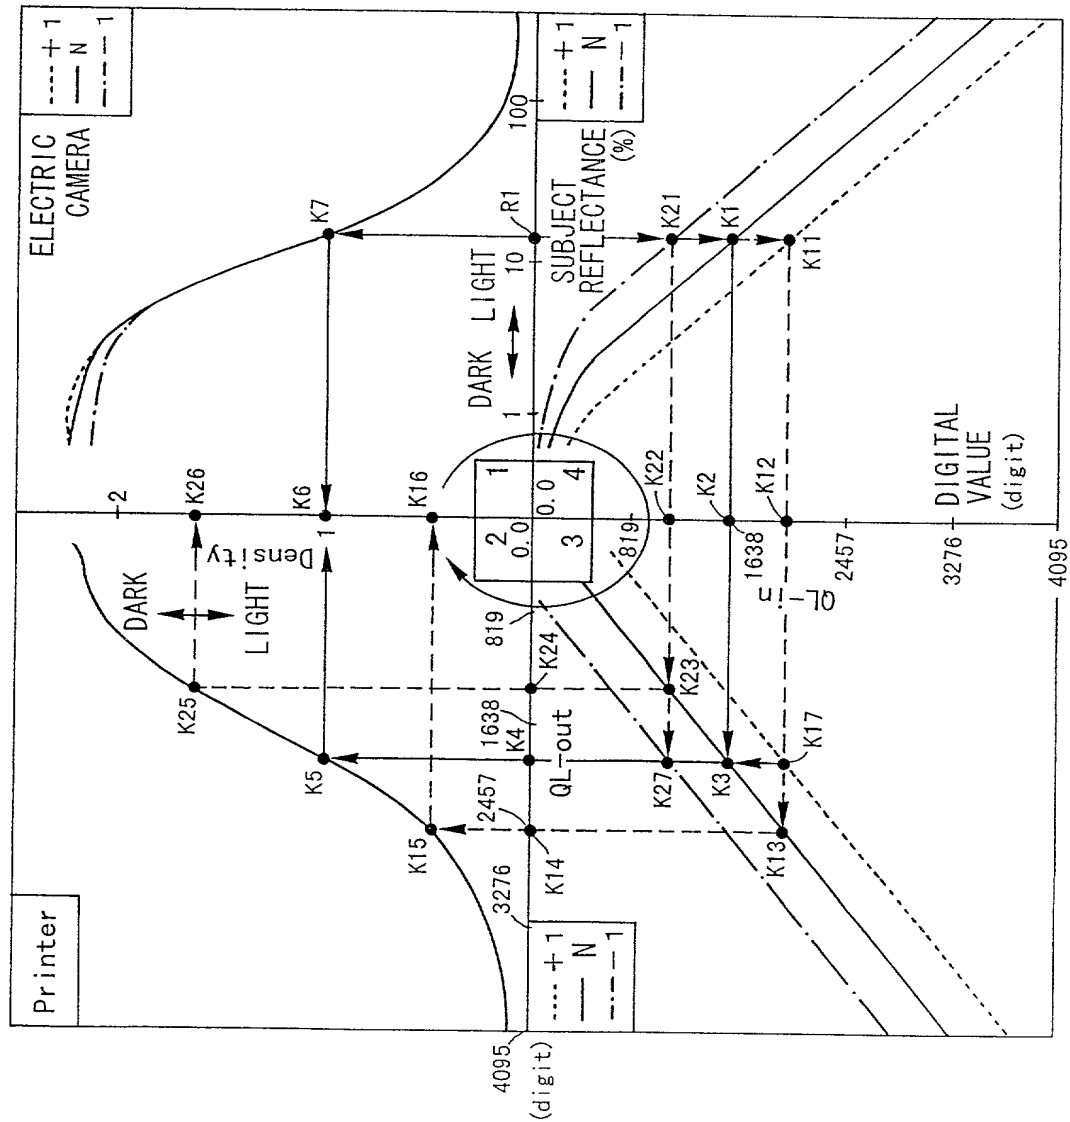 Printer
ELECTRIC
CAMERA
+1
N
-1
DARK
LIGHT
Density
2
1
K25
K5
K15
K26
K6
K16
K7
4095
(digit)
3276
2457
1638
819
QL-out
K14
K4
K24
2
1
3
4
0.0
0.0
DARK LIGHT
1
10
100
R1
SUBJECT
REFLECTANCE
(%)
+1
N
-1
+1
N
-1
K27
K23
K3
K17
K13
K22
K2
K12
K21
K1
K11
819
1638
2457
3276
4095
QL-n
DIGITAL
VALUE
(digit)